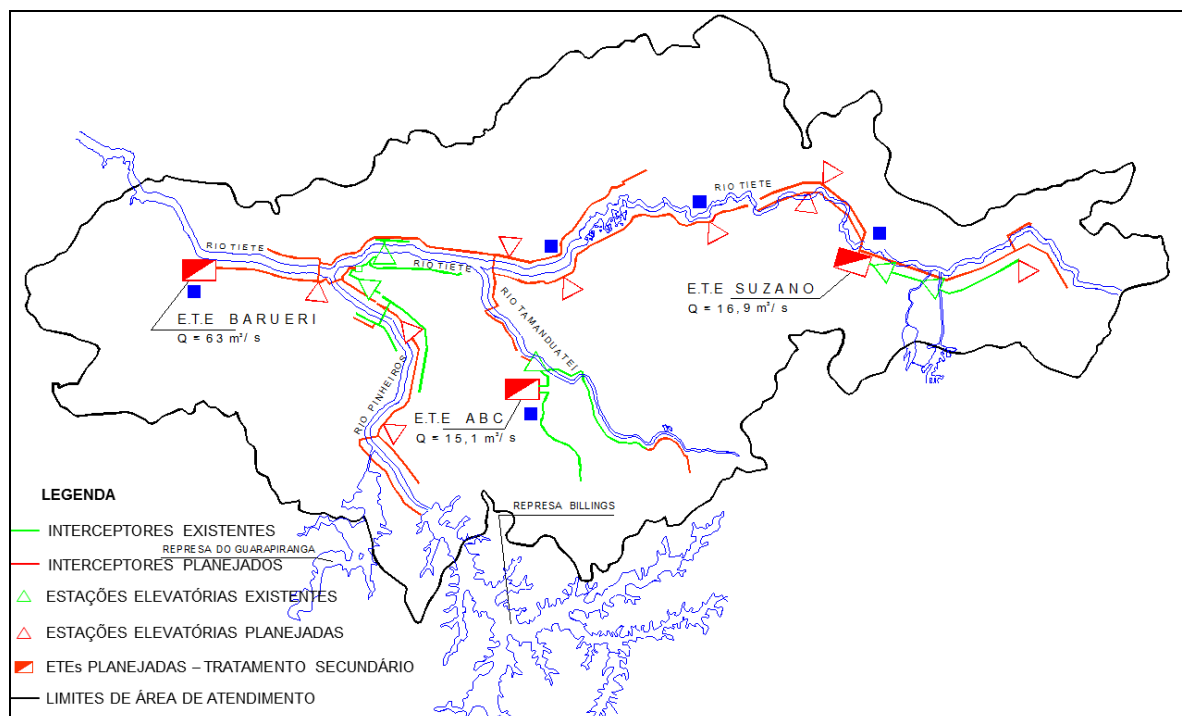 RIO TIETE
RIO TIETE
RIO TIETE
E.T.E SUZANO
Q = 16,9 m³/ s
E.T.E BARUERI
Q = 63 m³/ s
RIO TAMANDUATEI
RIO PINHEIROS
E.T.E ABC
Q = 15,1 m³/ s
LEGENDA
REPRESA BILLINGS
INTERCEPTORES EXISTENTES
REPRESA DO GUARAPIRANGA
INTERCEPTORES PLANEJADOS
ESTAÇÕES ELEVATÓRIAS EXISTENTES
ESTAÇÕES ELEVATÓRIAS PLANEJADAS
ETEs PLANEJADAS – TRATAMENTO SECUNDÁRIO
LIMITES DE ÁREA DE ATENDIMENTO